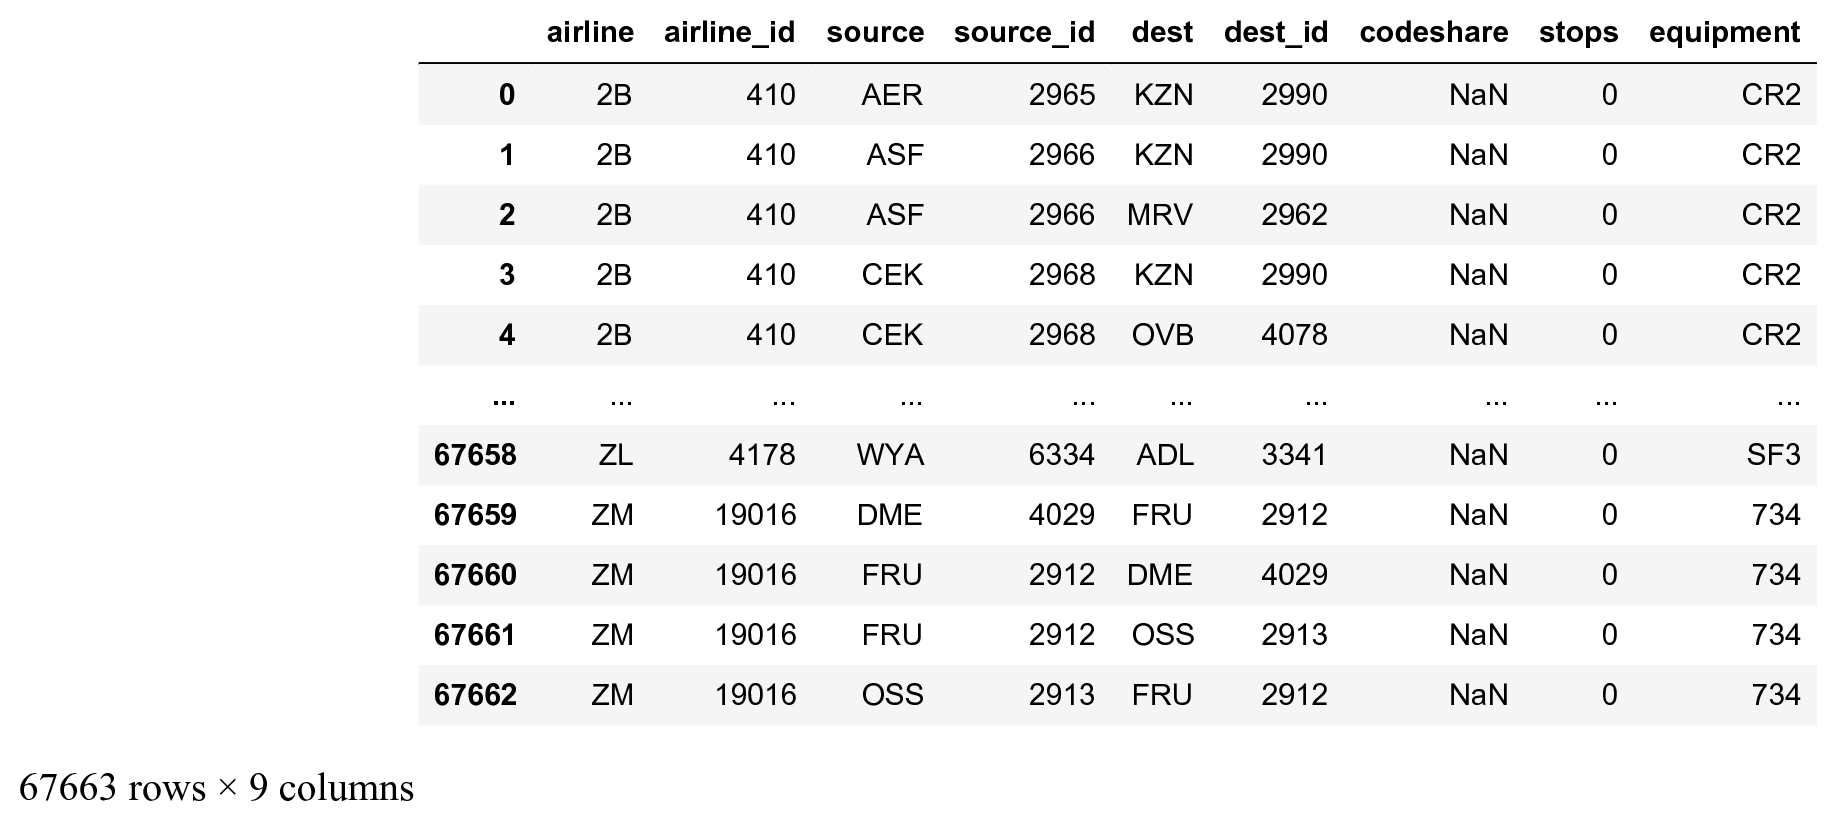 airline airline_id source source_id dest dest_id codeshare stops equipment
0 2B 410 AER 2965 KZN 2990 NaN 0 CR2
1 2B 410 ASF 2966 KZN 2990 NaN 0 CR2
2 2B 410 ASF 2966 MRV 2962 NaN 0 CR2
3 2B 410 CEK 2968 KZN 2990 NaN 0 CR2
4 2B 410 CEK 2968 OVB 4078 NaN 0 CR2
... ... ... ... ... ... ... ... ... ...
67658 ZL 4178 WYA 6334 ADL 3341 NaN 0 SF3
67659 ZM 19016 DME 4029 FRU 2912 NaN 0 734
67660 ZM 19016 FRU 2912 DME 4029 NaN 0 734
67661 ZM 19016 FRU 2912 OSS 2913 NaN 0 734
67662 ZM 19016 OSS 2913 FRU 2912 NaN 0 734
67663 rows × 9 columns